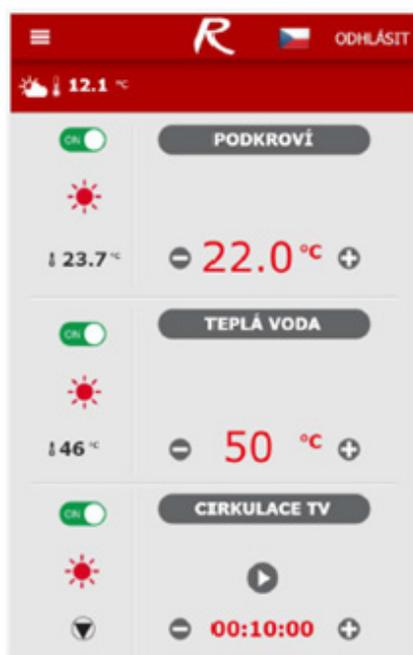 R ODHLÁSIT
12.1 °C
ON PODKROVÍ
23.7 °C 22.0 °C
ON TEPLÁ VODA
46 °C 50 °C
ON CIRKULACE TV
00:10:00